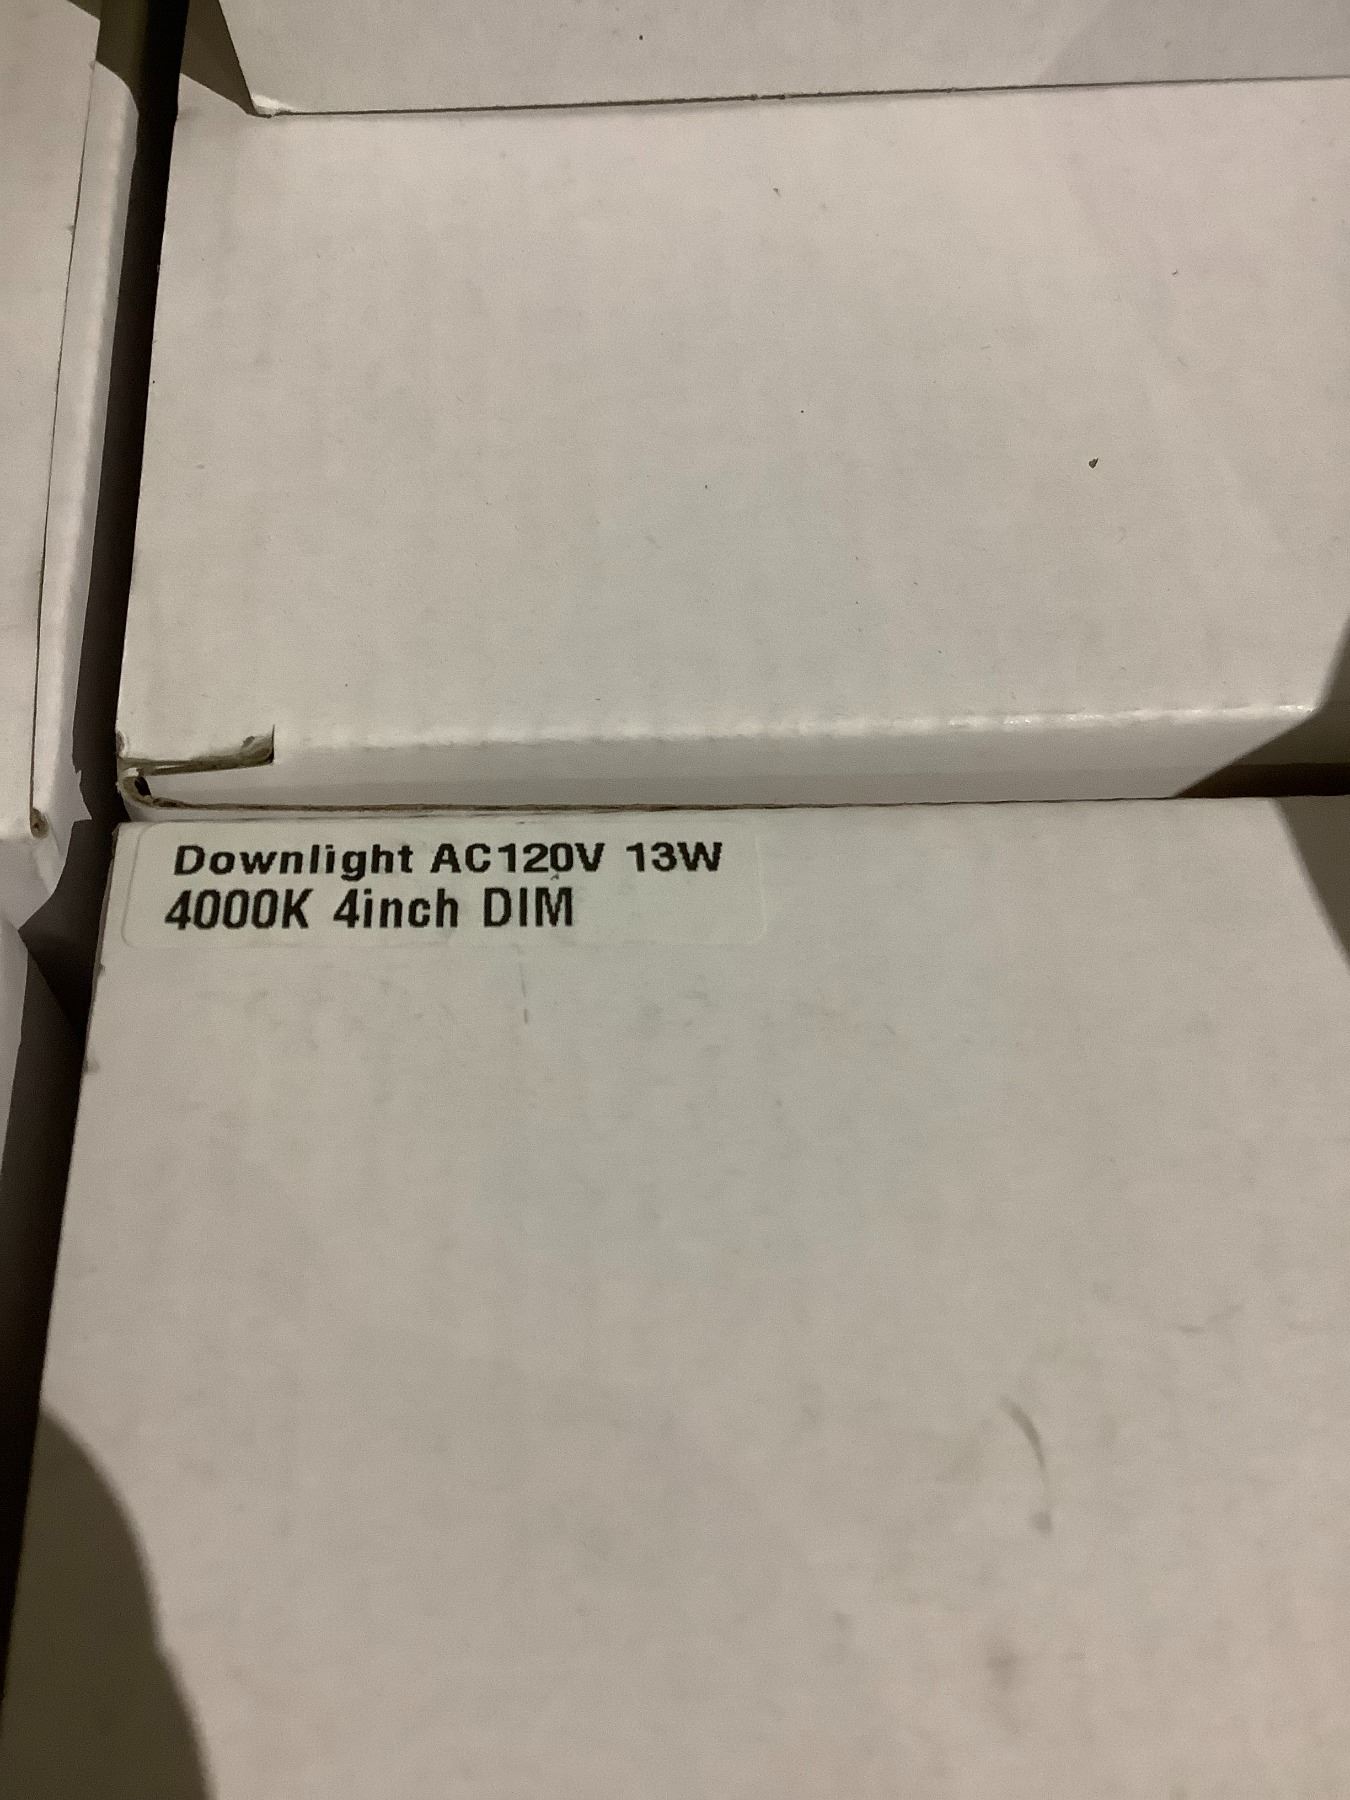 Downlight AC120V 13W
4000K 4inch DIM